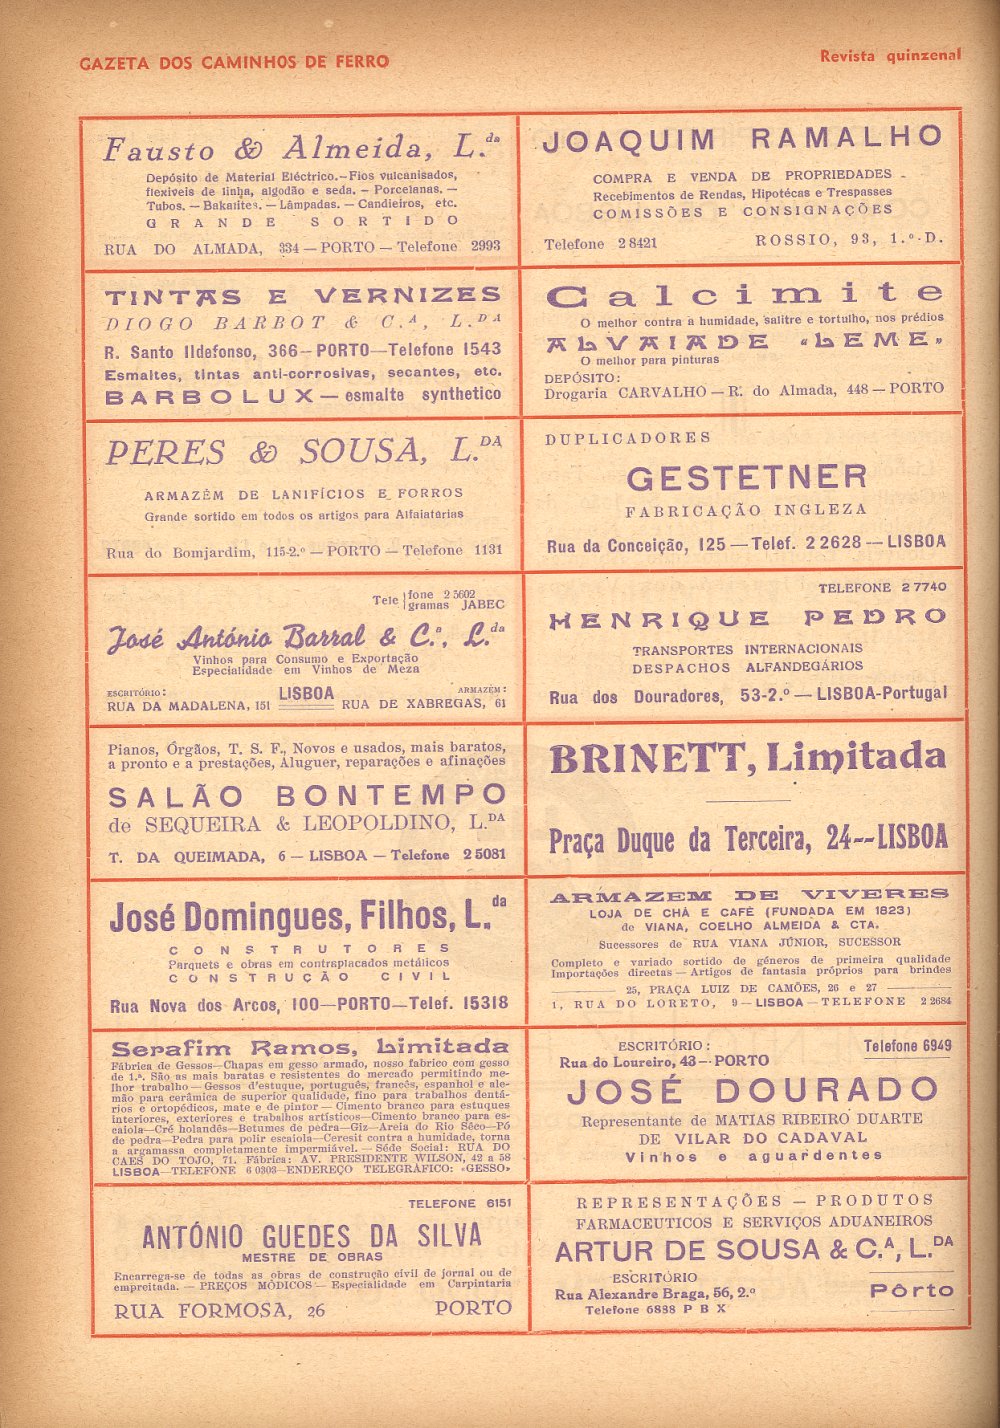 GAZETA DOS CAMINHOS DE FERRO
Revista quinzenal
Fausto & Almeida, L.da
Depósito de Material Eléctrico.—Fios vulcanisados,
flexiveis de linha, algodão e seda. — Porcelanas. —
Tubos. — Bakalites. — Lâmpadas. — Candieiros, etc.
GRANDE SORTIDO
RUA DO ALMADA, 334 — PORTO — Telefone 2993
JOAQUIM RAMALHO
COMPRA E VENDA DE PROPRIEDADES
Recebimentos de Rendas, Hipotécas e Trespasses
COMISSÕES E CONSIGNAÇÕES
Telefone 28421 ROSSIO, 93, 1.º-D.
TINTAS E VERNIZES
DIOGO BARBOT & C.A, L.DA
R. Santo Ildefonso, 366—PORTO—Telefone 1543
Esmaltes, tintas anti-corrosivas, secantes, etc.
BARBOLUX — esmalte synthetico
Calcimite
O melhor contra a humidade, salitre e tortulho, nos prédios
ALVAIADE «LEME»
O melhor para pinturas
DEPÓSITO:
Drogaria CARVALHO — R. do Almada, 448 — PORTO
PERES & SOUSA, L.DA
ARMAZÉM DE LANIFÍCIOS E FORROS
Grande sortido em todos os artigos para Alfaiatarias
Rua do Bomjardim, 115-2.º — PORTO — Telefone 1131
DUPLICADORES
GESTETNER
FABRICAÇÃO INGLEZA
Rua da Conceição, 125 — Telef. 2 2628 — LISBOA
Tele fone 2 5602
gramas JABEC
José António Barral & C.a, L.da
Vinhos para Consumo e Exportação
Especialidade em Vinhos de Meza
ESCRITÓRIO: LISBOA ARMAZÉM:
RUA DA MADALENA, 151 RUA DE XABREGAS, 61
TELEFONE 27740
HENRIQUE PEDRO
TRANSPORTES INTERNACIONAIS
DESPACHOS ALFANDEGÁRIOS
Rua dos Douradores, 53-2.º — LISBOA-Portugal
Pianos, Órgãos, T. S. F., Novos e usados, mais baratos,
a pronto e a prestações, Aluguer, reparações e afinações
SALÃO BONTEMPO
de SEQUEIRA & LEOPOLDINO, L.DA
T. DA QUEIMADA, 6 — LISBOA — Telefone 2 5081
BRINETT, Limitada
Praça Duque da Terceira, 24--LISBOA
José Domingues, Filhos, L.da
CONSTRUTORES
Parquets e obras em contraplacados metálicos
CONSTRUÇÃO CIVIL
Rua Nova dos Arcos, 100—PORTO—Telef. 15318
ARMAZEM DE VIVERES
LOJA DE CHÁ E CAFÉ (FUNDADA EM 1823)
de VIANA, COELHO ALMEIDA & CTA.
Sucessores de RUA VIANA JÚNIOR, SUCESSOR
Completo e variado sortido de géneros de primeira qualidade
Importações directas — Artigos de fantasia próprios para brindes
25, PRAÇA LUIZ DE CAMÕES, 26 e 27
1, RUA DO LORETO, 9 — LISBOA — TELEFONE 2 2684
Serafim Ramos, Limitada
Fábrica de Gessos—Chapas em gesso armado, nosso fabrico com gesso
de 1.ª. São as mais baratas e resistentes do mercado permitindo me-
lhor trabalho — Gessos d'estuque, português, francês, espanhol e ale-
mão para cerâmica de superior qualidade, fino para trabalhos dentá-
rios e ortopédicos, mate e de pintor — Cimento branco para estuques
interiores, exteriores e trabalhos artísticos—Cimento branco para es-
caiola—Cré holandês—Betumes de pedra—Giz—Areia do Rio Sêco—Pó
de pedra—Pedra para polir escaiola—Ceresit contra a humidade, torna
a argamassa completamente impermiável. — Séde Social: RUA DO
CAES DO TOJO, 71. Fábrica: AV. PRESIDENTE WILSON, 42 a 58
LISBOA—TELEFONE 6 0303—ENDEREÇO TELEGRÁFICO: «GESSO»
ESCRITÓRIO: Telefone 6949
Rua do Loureiro, 43 — PORTO
JOSÉ DOURADO
Representante de MATIAS RIBEIRO DUARTE
DE VILAR DO CADAVAL
Vinhos e aguardentes
TELEFONE 6151
ANTÓNIO GUEDES DA SILVA
MESTRE DE OBRAS
Encarrega-se de todas as obras de construção civil de jornal ou de
empreitada. — PREÇOS MÓDICOS — Especialidade em Carpintaria
RUA FORMOSA, 26 PORTO
REPRESENTAÇÕES — PRODUTOS
FARMACEUTICOS E SERVIÇOS ADUANEIROS
ARTUR DE SOUSA & C.A, L.DA
ESCRITÓRIO
Rua Alexandre Braga, 56, 2.º Pôrto
Telefone 6888 P B X